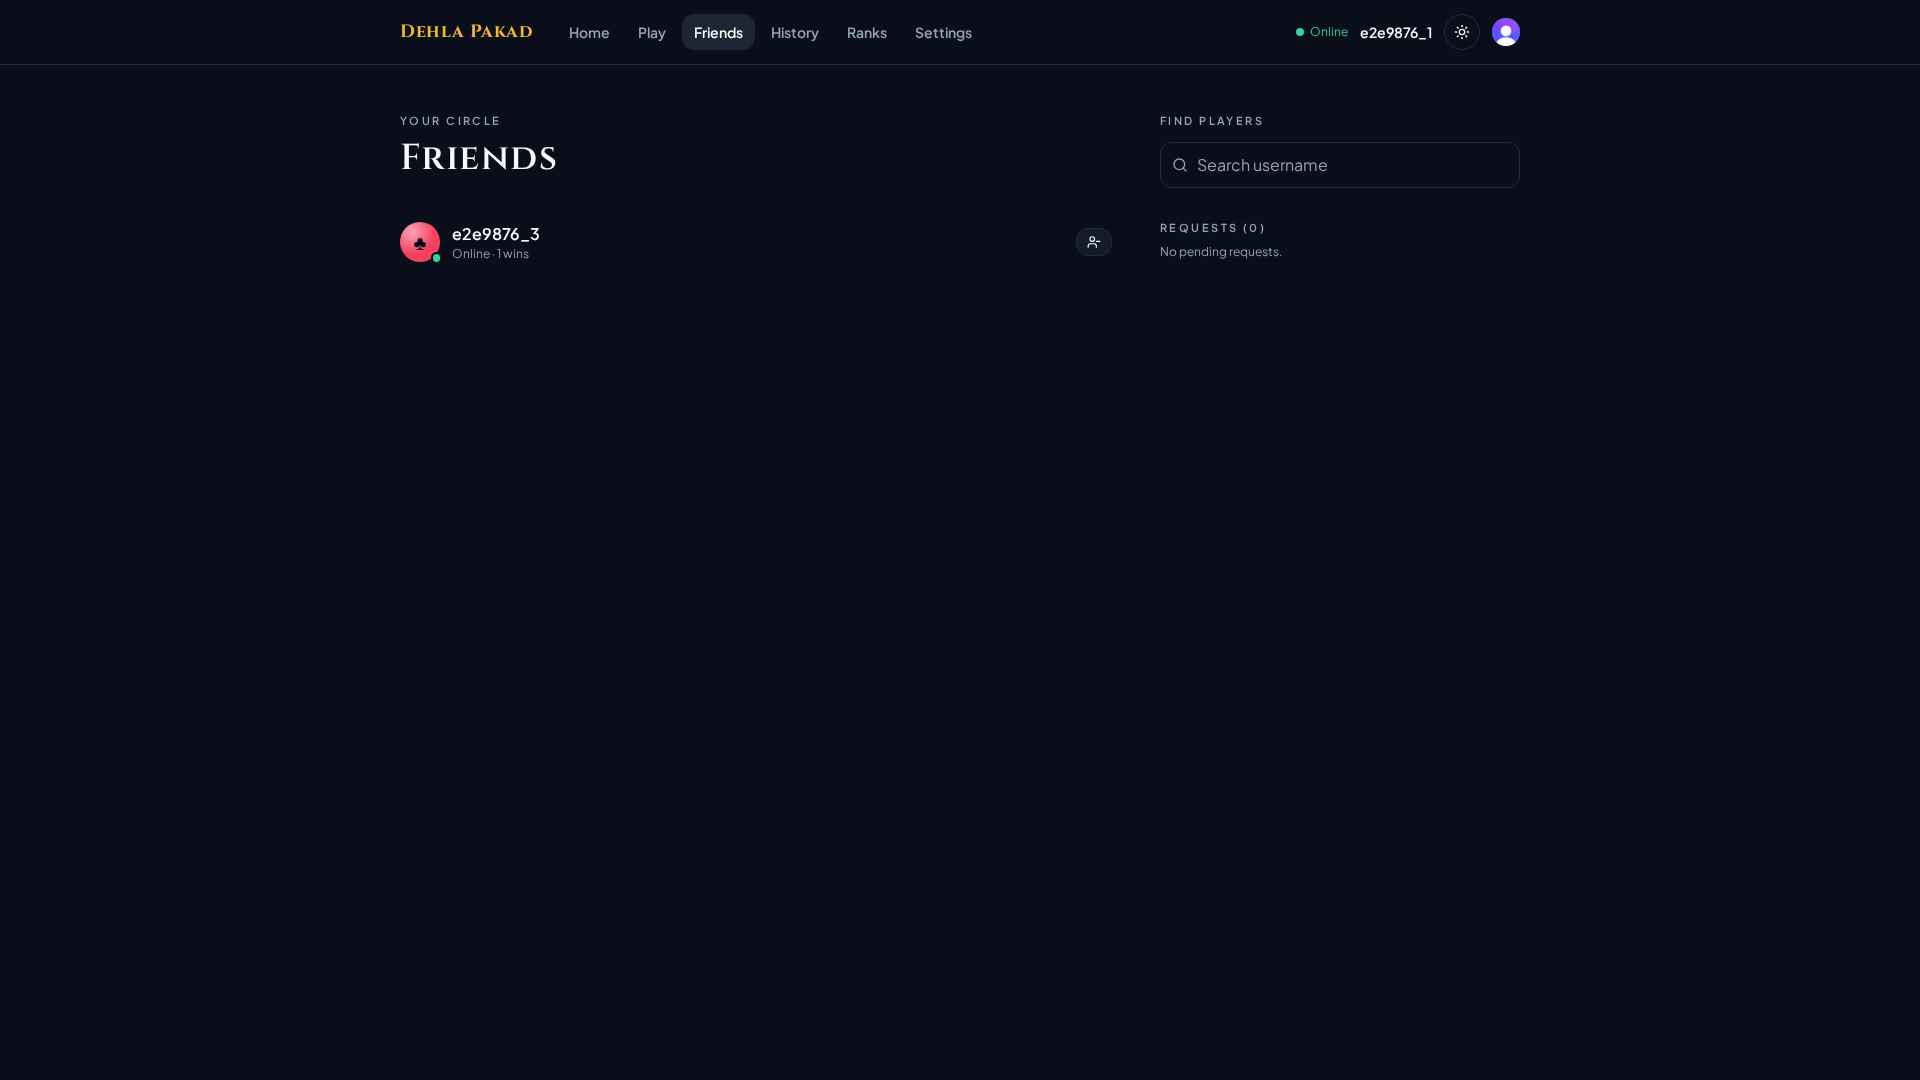 Dehla Pakad
Home
Play
Friends
History
Ranks
Settings
Online
e2e9876_1
YOUR CIRCLE
Friends
e2e9876_3
Online · 1 wins
FIND PLAYERS
Search username
REQUESTS (0)
No pending requests.